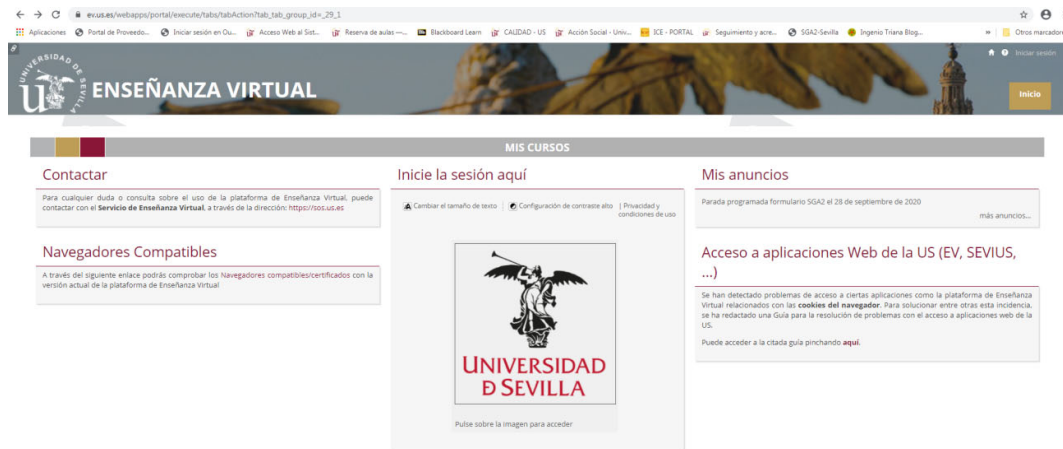 ev.us.es/webapps/portal/execute/tabs/tabAction?tab_tab_group_id=_29_1
Aplicaciones Portal de Proveedo... Iniciar sesión en Ou... Acceso Web al Sist... Reserva de aulas —... Blackboard Learn CALIDAD - US Acción Social - Univ... ICE - PORTAL Seguimiento y acre... SGA2-Sevilla Ingenio Triana Blog... » Otros marcadores
Iniciar sesión
UNIVERSIDAD DE SEVILLA
ENSEÑANZA VIRTUAL
Inicio
MIS CURSOS
Contactar
Para cualquier duda o consulta sobre el uso de la plataforma de Enseñanza Virtual, puede
contactar con el Servicio de Enseñanza Virtual, a través de la dirección: https://sos.us.es
Navegadores Compatibles
A través del siguiente enlace podrás comprobar los Navegadores compatibles/certificados con la
versión actual de la plataforma de Enseñanza Virtual
Inicie la sesión aquí
Cambiar el tamaño de texto | Configuración de contraste alto | Privacidad y
condiciones de uso
UNIVERSIDAD
D SEVILLA
Pulse sobre la imagen para acceder
Mis anuncios
Parada programada formulario SGA2 el 28 de septiembre de 2020
más anuncios...
Acceso a aplicaciones Web de la US (EV, SEVIUS,
...)
Se han detectado problemas de acceso a ciertas aplicaciones como la plataforma de Enseñanza
Virtual relacionados con las cookies del navegador. Para solucionar entre otras esta incidencia,
se ha redactado una Guía para la resolución de problemas con el acceso a aplicaciones web de la
US.
Puede acceder a la citada guía pinchando aquí.